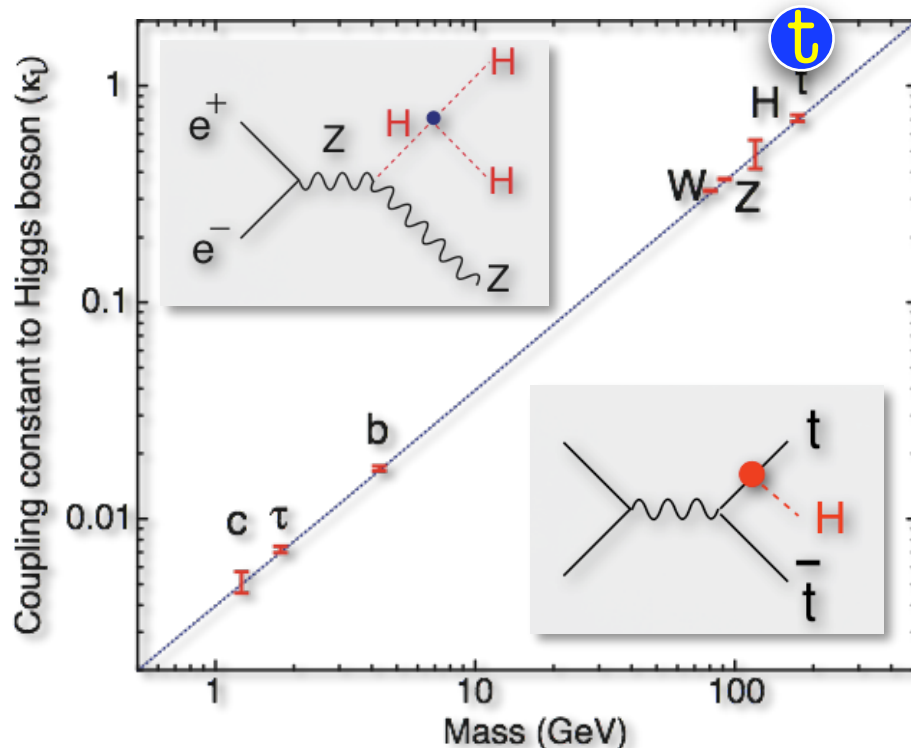 Coupling constant to Higgs boson (κᵢ)
1
0.1
0.01
1
10
100
Mass (GeV)
e⁺
e⁻
Z
H
H
H
Z
t
t
H
W
Z
b
c
τ
t
H
t̄